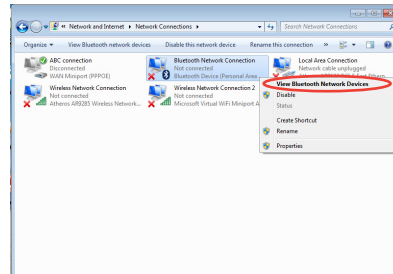 « Network and Internet ▸ Network Connections ▸
Search Network Connections
Organize ▾ View Bluetooth network devices Disable this network device Rename this connection »
ABC connection
Disconnected
WAN Miniport (PPPOE)
Bluetooth Network Connection
Not connected
Bluetooth Device (Personal Area
Local Area Connection
Network cable unplugged
Wireless Network Connection
Not connected
Atheros AR9285 Wireless Network...
Wireless Network Connection 2
Not connected
Microsoft Virtual WiFi Miniport A
View Bluetooth Network Devices
Disable
Status
Create Shortcut
Rename
Properties